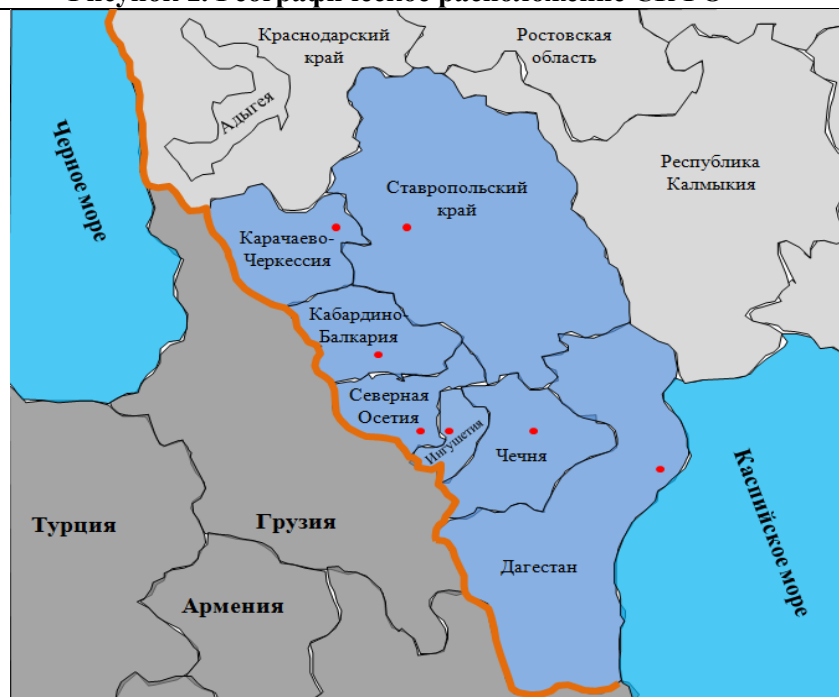 Краснодарский
край
Ростовская
область
Адыгея
Черное море
Республика
Калмыкия
Ставропольский
край
Карачаево-
Черкессия
Кабардино-
Балкария
Северная
Осетия
Ингушетия
Чечня
Каспийское море
Турция
Грузия
Дагестан
Армения